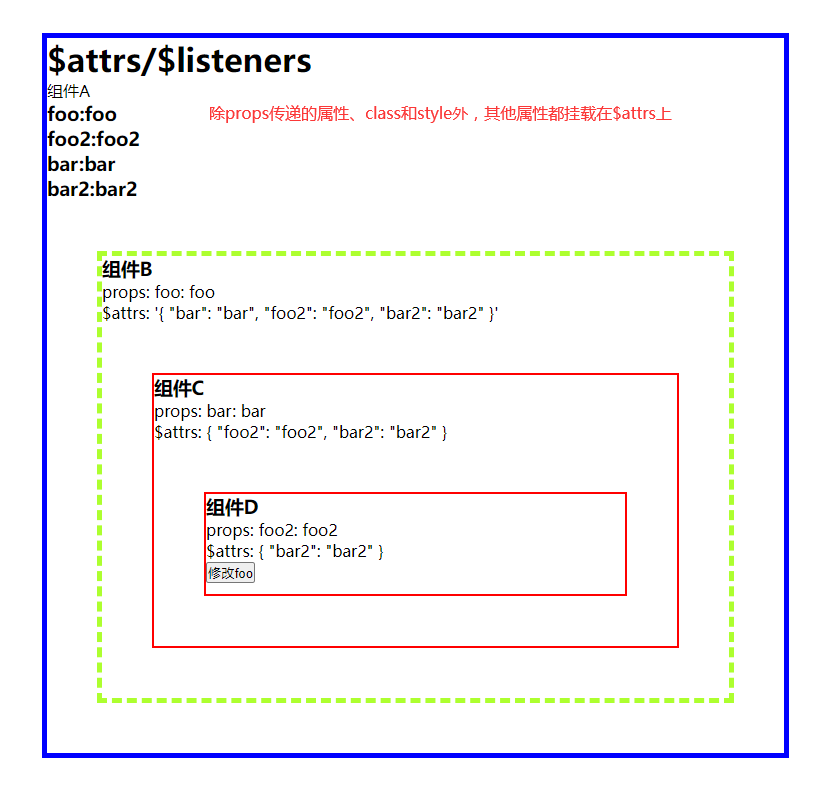 $attrs/$listeners
组件A
foo:foo
除props传递的属性、class和style外，其他属性都挂载在$attrs上
foo2:foo2
bar:bar
bar2:bar2
组件B
props: foo: foo
$attrs: '{ "bar": "bar", "foo2": "foo2", "bar2": "bar2" }'
组件C
props: bar: bar
$attrs: { "foo2": "foo2", "bar2": "bar2" }
组件D
props: foo2: foo2
$attrs: { "bar2": "bar2" }
修改foo